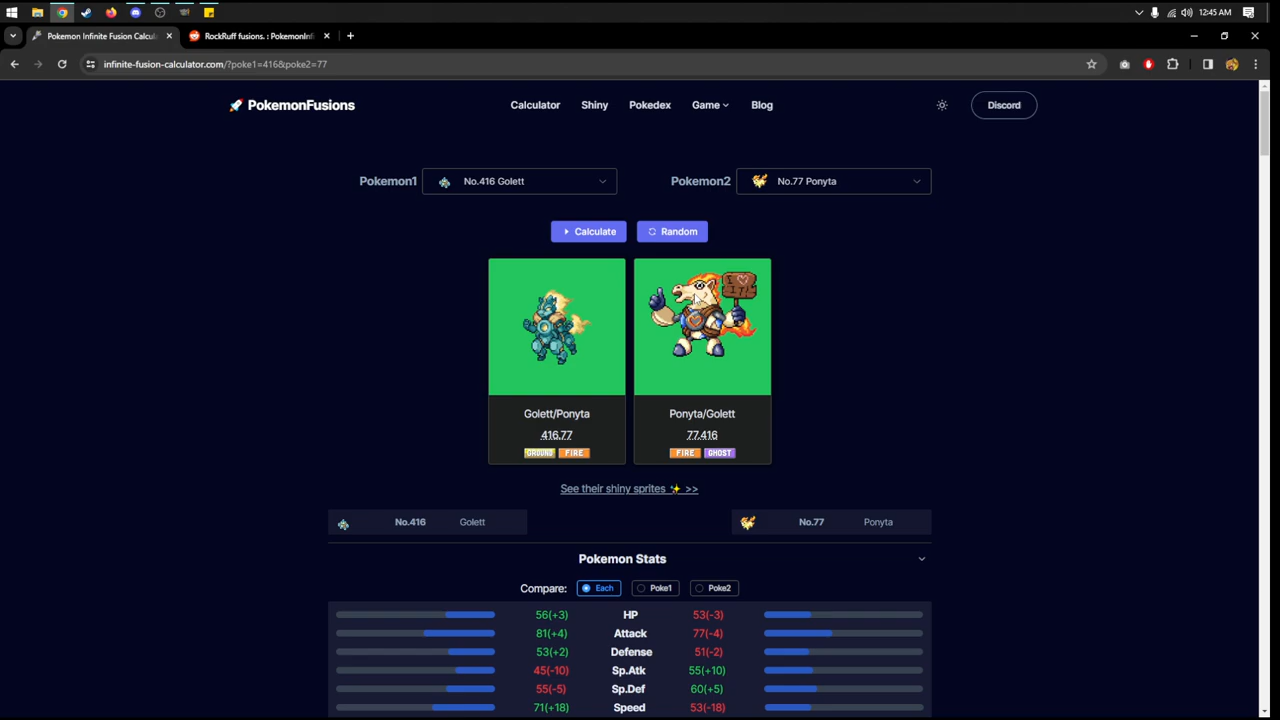 12:45 AM
Pokemon Infinite Fusion Calcula
RockRuff fusions. : PokemonInfi
infinite-fusion-calculator.com/?poke1=416&poke2=77
PokemonFusions
Calculator
Shiny
Pokedex
Game
Blog
Discord
Pokemon1
No.416 Golett
Pokemon2
No.77 Ponyta
Calculate
Random
Golett/Ponyta
416.77
GROUND FIRE
Ponyta/Golett
77.416
FIRE GHOST
See their shiny sprites ✨ >>
No.416 Golett
No.77 Ponyta
Pokemon Stats
Compare: Each Poke1 Poke2
56(+3) HP 53(-3)
81(+4) Attack 77(-4)
53(+2) Defense 51(-2)
45(-10) Sp.Atk 55(+10)
55(-5) Sp.Def 60(+5)
71(+18) Speed 53(-18)